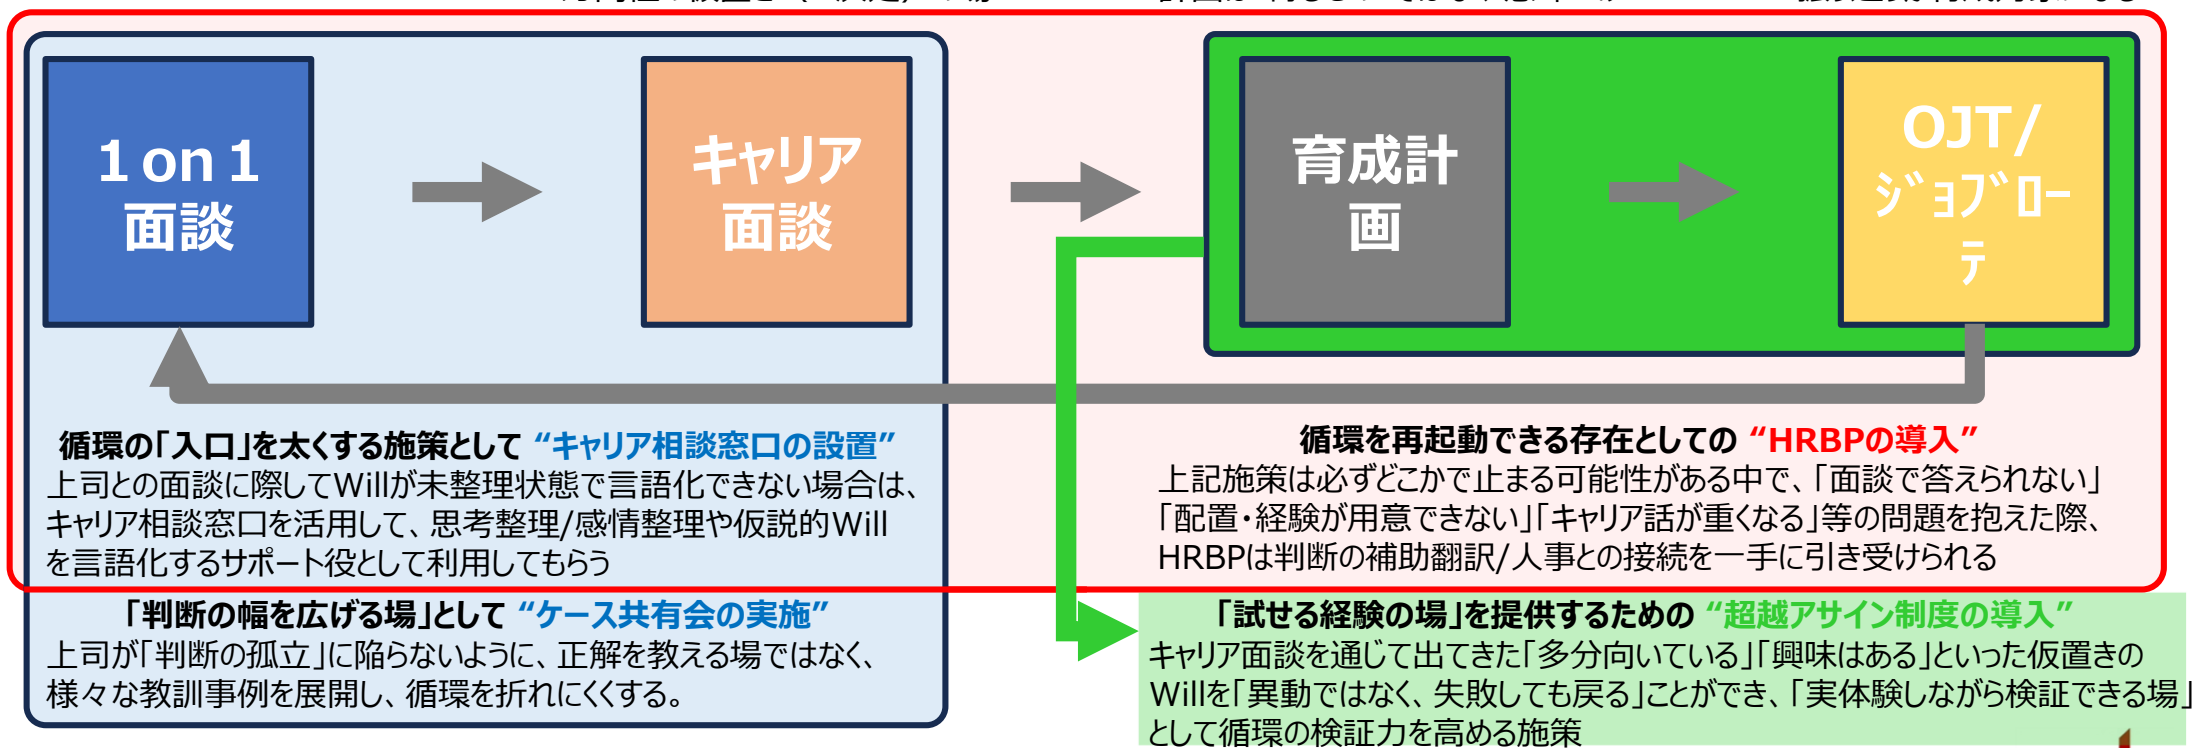 1on1
面談
キャリア
面談
育成計
画
OJT/
ｼﾞｮﾌﾞﾛｰ
ﾃ
循環の「入口」を太くする施策として “キャリア相談窓口の設置”
上司との面談に際してWillが未整理状態で言語化できない場合は、
キャリア相談窓口を活用して、思考整理/感情整理や仮説的Will
を言語化するサポート役として利用してもらう
「判断の幅を広げる場」として “ケース共有会の実施”
上司が「判断の孤立」に陥らないように、正解を教える場ではなく、
様々な教訓事例を展開し、循環を折れにくくする。
循環を再起動できる存在としての “HRBPの導入”
上記施策は必ずどこかで止まる可能性がある中で、「面談で答えられない」
「配置・経験が用意できない」「キャリア話が重くなる」等の問題を抱えた際、
HRBPは判断の補助翻訳/人事との接続を一手に引き受けられる
「試せる経験の場」を提供するための “超越アサイン制度の導入”
キャリア面談を通じて出てきた「多分向いている」「興味はある」といった仮置きの
Willを「異動ではなく、失敗しても戻る」ことができ、「実体験しながら検証できる場」
として循環の検証力を高める施策